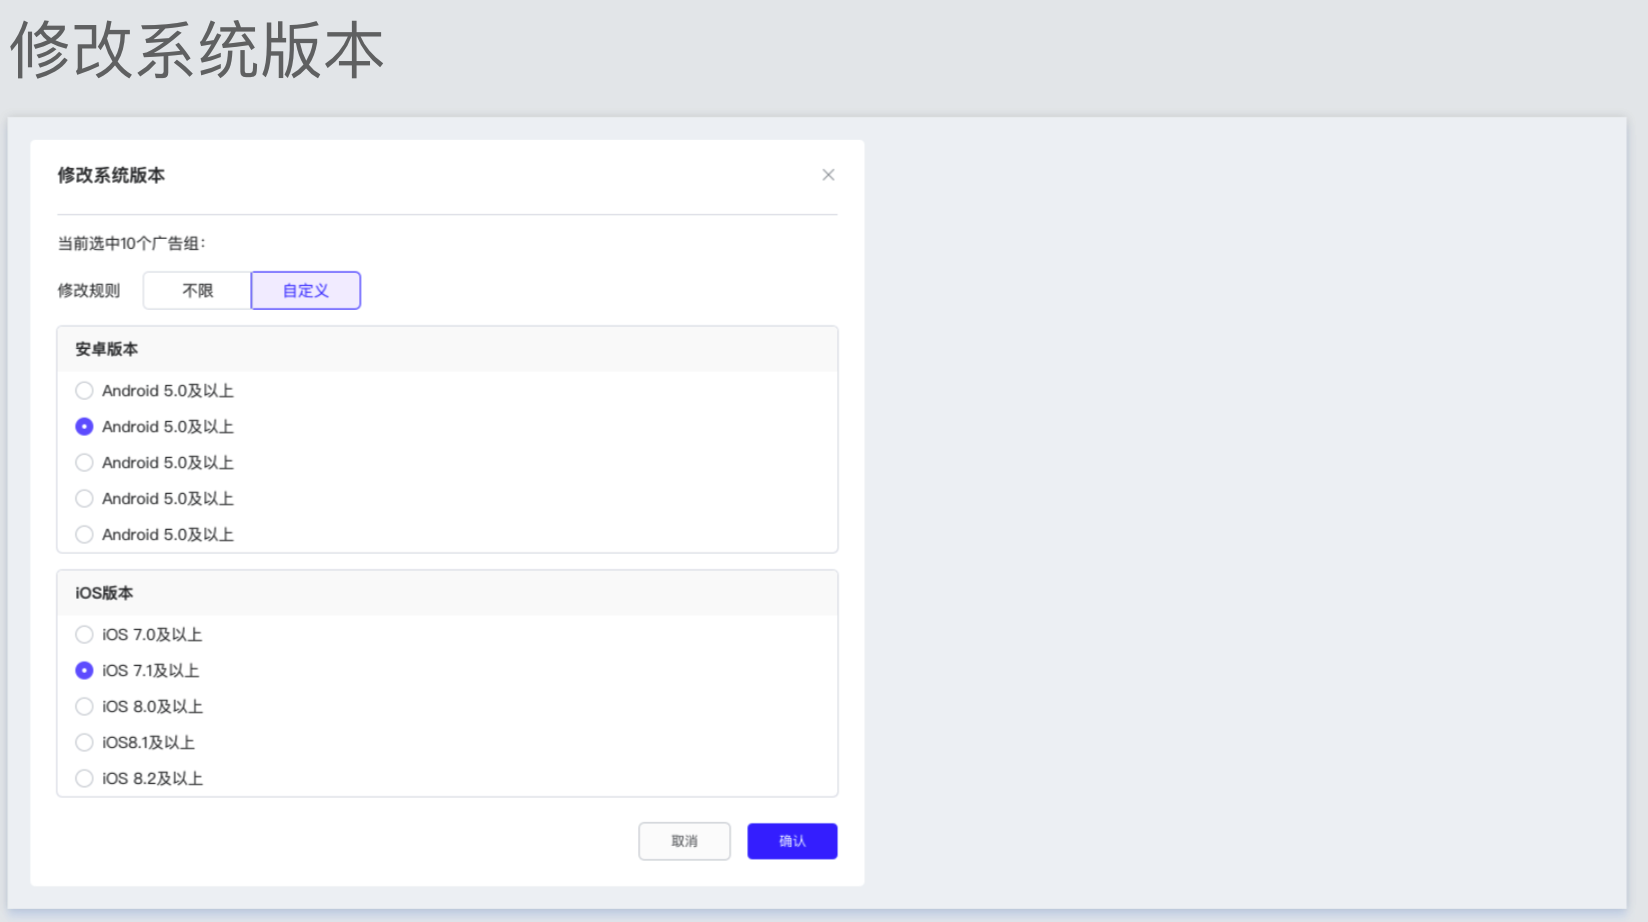 修改系统版本
修改系统版本
当前选中10个广告组:
修改规则 不限 自定义
安卓版本
Android 5.0及以上
Android 5.0及以上
Android 5.0及以上
Android 5.0及以上
Android 5.0及以上
iOS版本
iOS 7.0及以上
iOS 7.1及以上
iOS 8.0及以上
iOS8.1及以上
iOS 8.2及以上
取消 确认